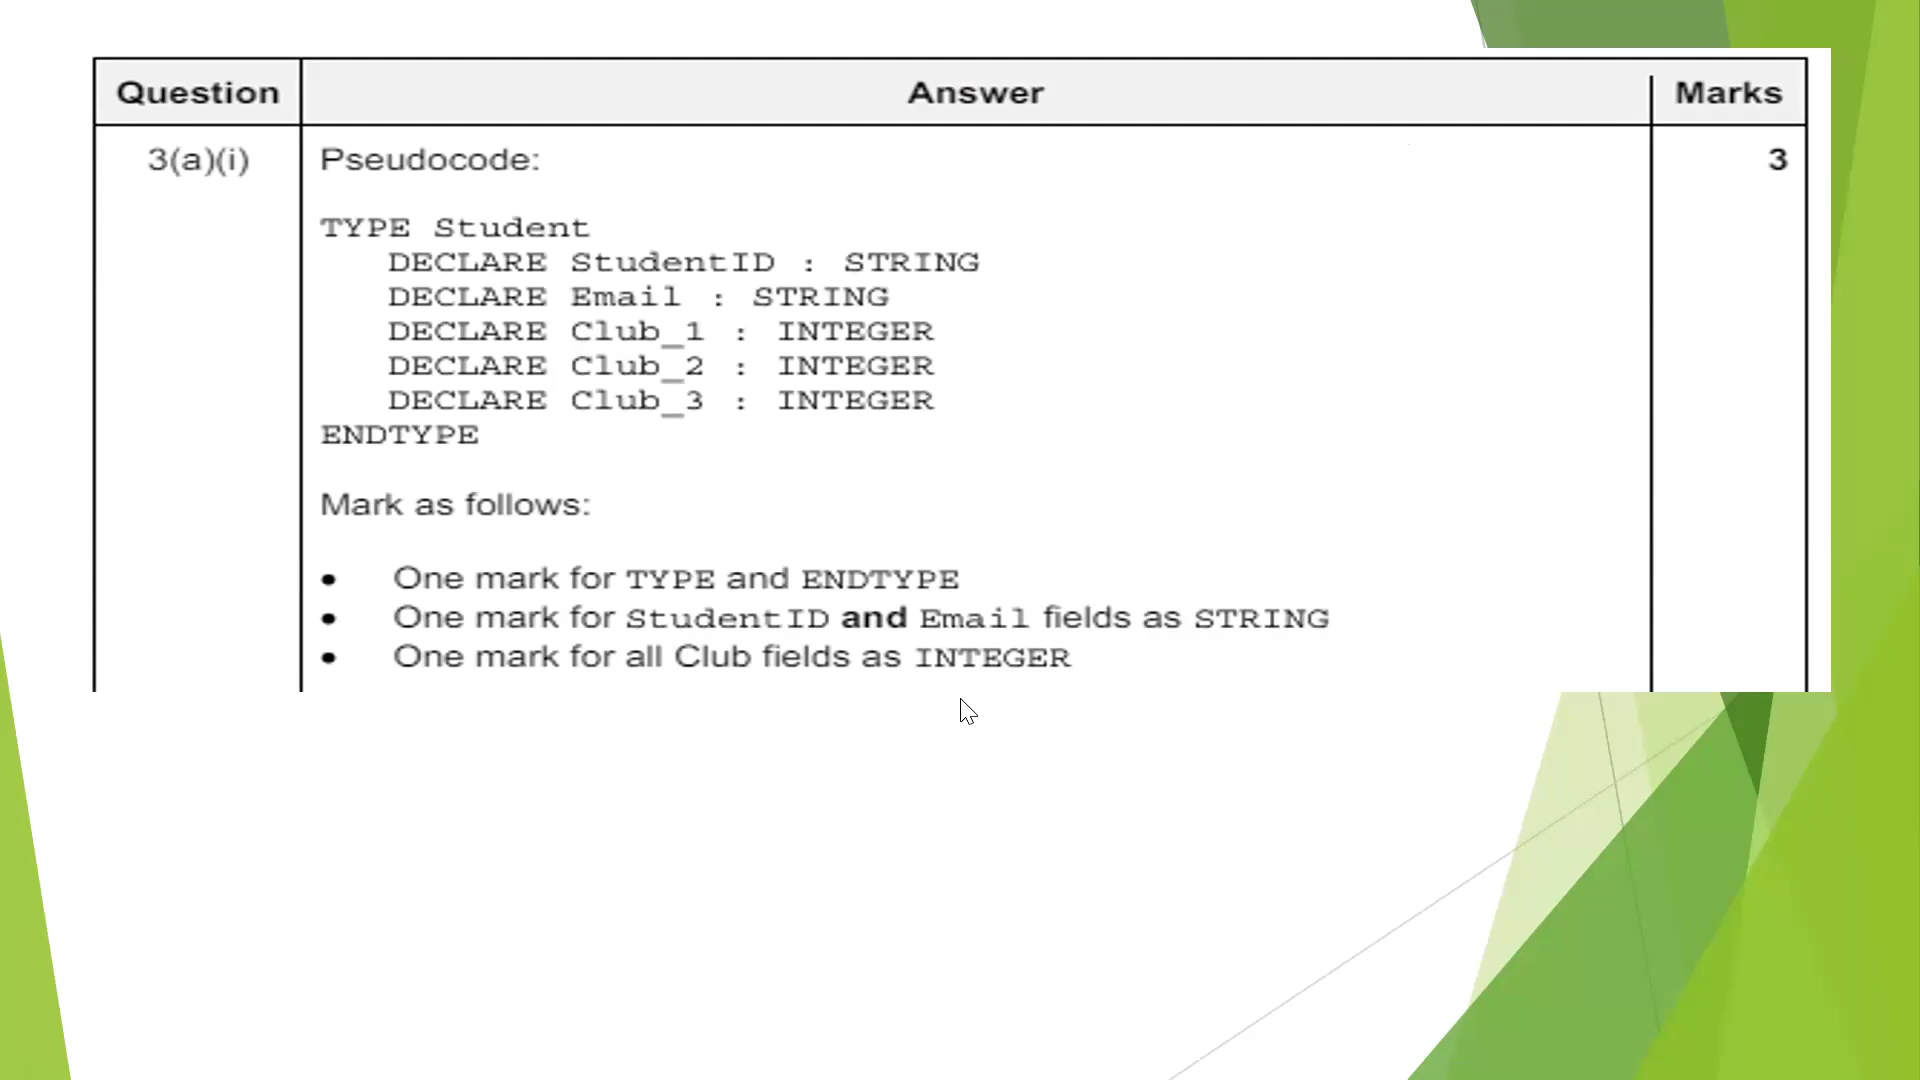 Question Answer Marks
3(a)(i) Pseudocode: 3
TYPE Student
DECLARE StudentID : STRING
DECLARE Email : STRING
DECLARE Club_1 : INTEGER
DECLARE Club_2 : INTEGER
DECLARE Club_3 : INTEGER
ENDTYPE
Mark as follows:
• One mark for TYPE and ENDTYPE
• One mark for StudentID and Email fields as STRING
• One mark for all Club fields as INTEGER